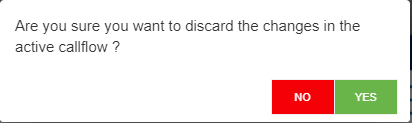 Are you sure you want to discard the changes in the
active callflow ?
NO YES